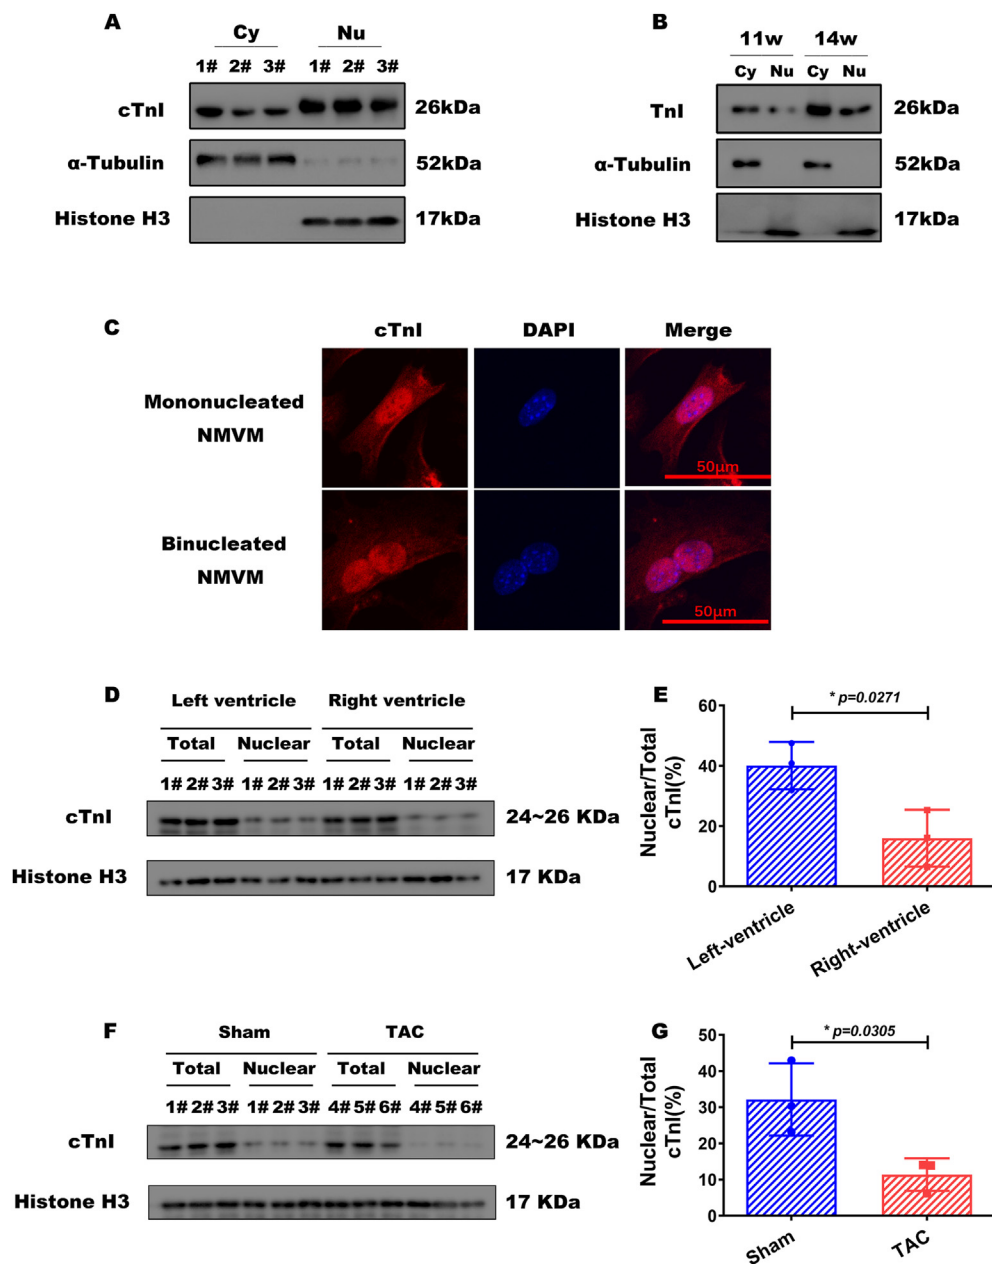 A
Cy Nu
1# 2# 3# 1# 2# 3#
cTnI 26kDa
α-Tubulin 52kDa
Histone H3 17kDa
B
11w 14w
Cy Nu Cy Nu
TnI 26kDa
α-Tubulin 52kDa
Histone H3 17kDa
C
cTnI DAPI Merge
Mononucleated
NMVM
50μm
Binucleated
NMVM
50μm
D
Left ventricle Right ventricle
Total Nuclear Total Nuclear
1# 2# 3# 1# 2# 3# 1# 2# 3# 1# 2# 3#
cTnI 24~26 KDa
Histone H3 17 KDa
E
* p=0.0271
Nuclear/Total
cTnI(%)
60
40
20
0
Left-ventricle Right-ventricle
F
Sham TAC
Total Nuclear Total Nuclear
1# 2# 3# 1# 2# 3# 4# 5# 6# 4# 5# 6#
cTnI 24~26 KDa
Histone H3 17 KDa
G
* p=0.0305
Nuclear/Total
cTnI(%)
50
40
30
20
10
0
Sham TAC